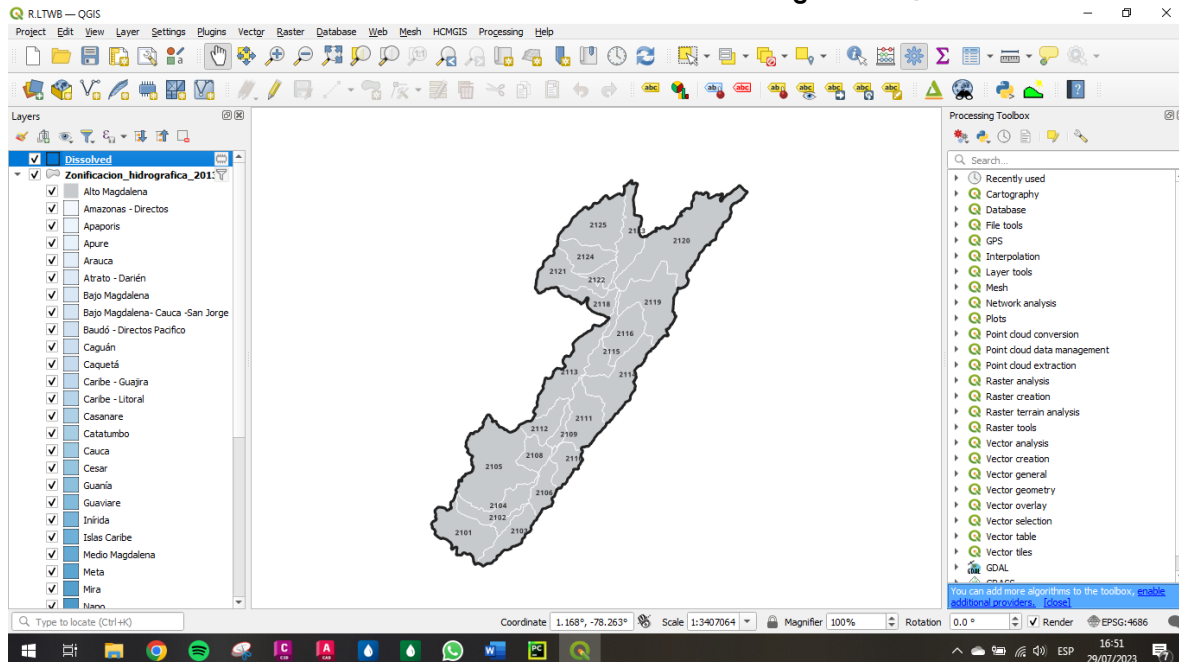 R.LTWB — QGIS
Project Edit View Layer Settings Plugins Vector Raster Database Web Mesh HCMGIS Processing Help
Layers
Dissolved
Zonificacion_hidrografica_2013
Alto Magdalena
Amazonas - Directos
Apaporis
Apure
Arauca
Atrato - Darién
Bajo Magdalena
Bajo Magdalena- Cauca -San Jorge
Baudó - Directos Pacifico
Caguán
Caquetá
Caribe - Guajira
Caribe - Litoral
Casanare
Catatumbo
Cauca
Cesar
Guanía
Guaviare
Inírida
Islas Caribe
Medio Magdalena
Meta
Mira
Napo
2125
2123
2120
2124
2121
2122
2118
2119
2116
2115
2113
2114
2111
2112
2109
2108
2110
2105
2106
2104
2102
2101
2103
Processing Toolbox
Search...
Recently used
Cartography
Database
File tools
GPS
Interpolation
Layer tools
Mesh
Network analysis
Plots
Point cloud conversion
Point cloud data management
Point cloud extraction
Raster analysis
Raster creation
Raster terrain analysis
Raster tools
Vector analysis
Vector creation
Vector general
Vector geometry
Vector overlay
Vector selection
Vector table
Vector tiles
GDAL
GRASS
You can add more algorithms to the toolbox, enable
additional providers. [close]
Type to locate (Ctrl+K)
Coordinate 1.168°, -78.263° Scale 1:3407064 Magnifier 100% Rotation 0.0 ° Render EPSG:4686
ESP
16:51
29/07/2023